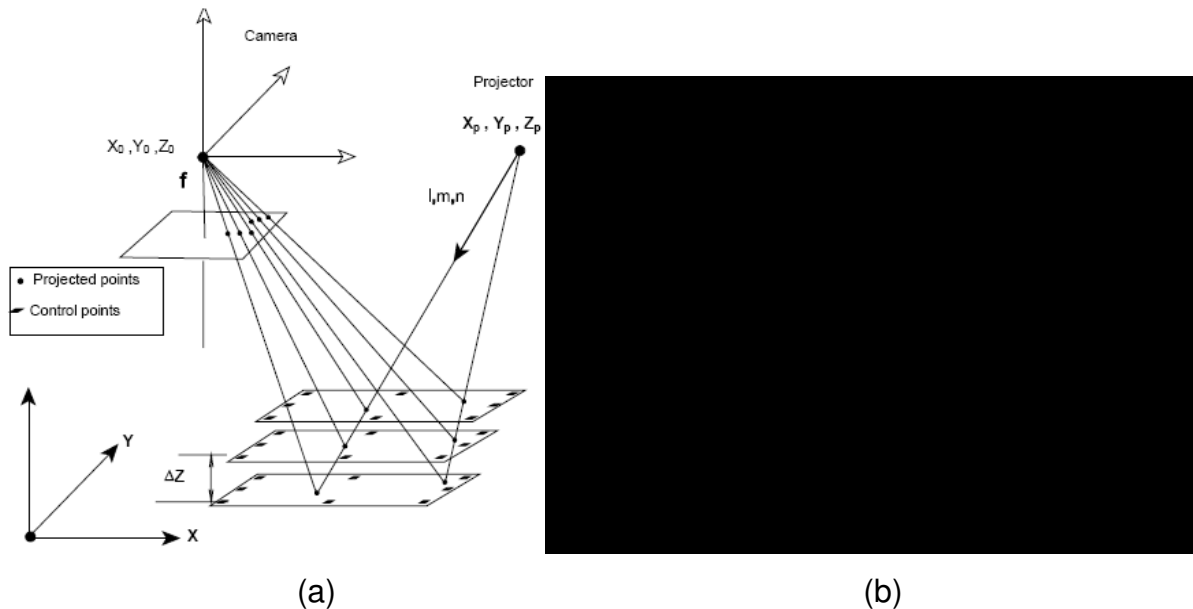 Camera
Projector
Xp , Yp , Zp
X0 ,Y0 ,Z0
f
l,m,n
Projected points
Control points
Y
ΔZ
X
(a)
(b)